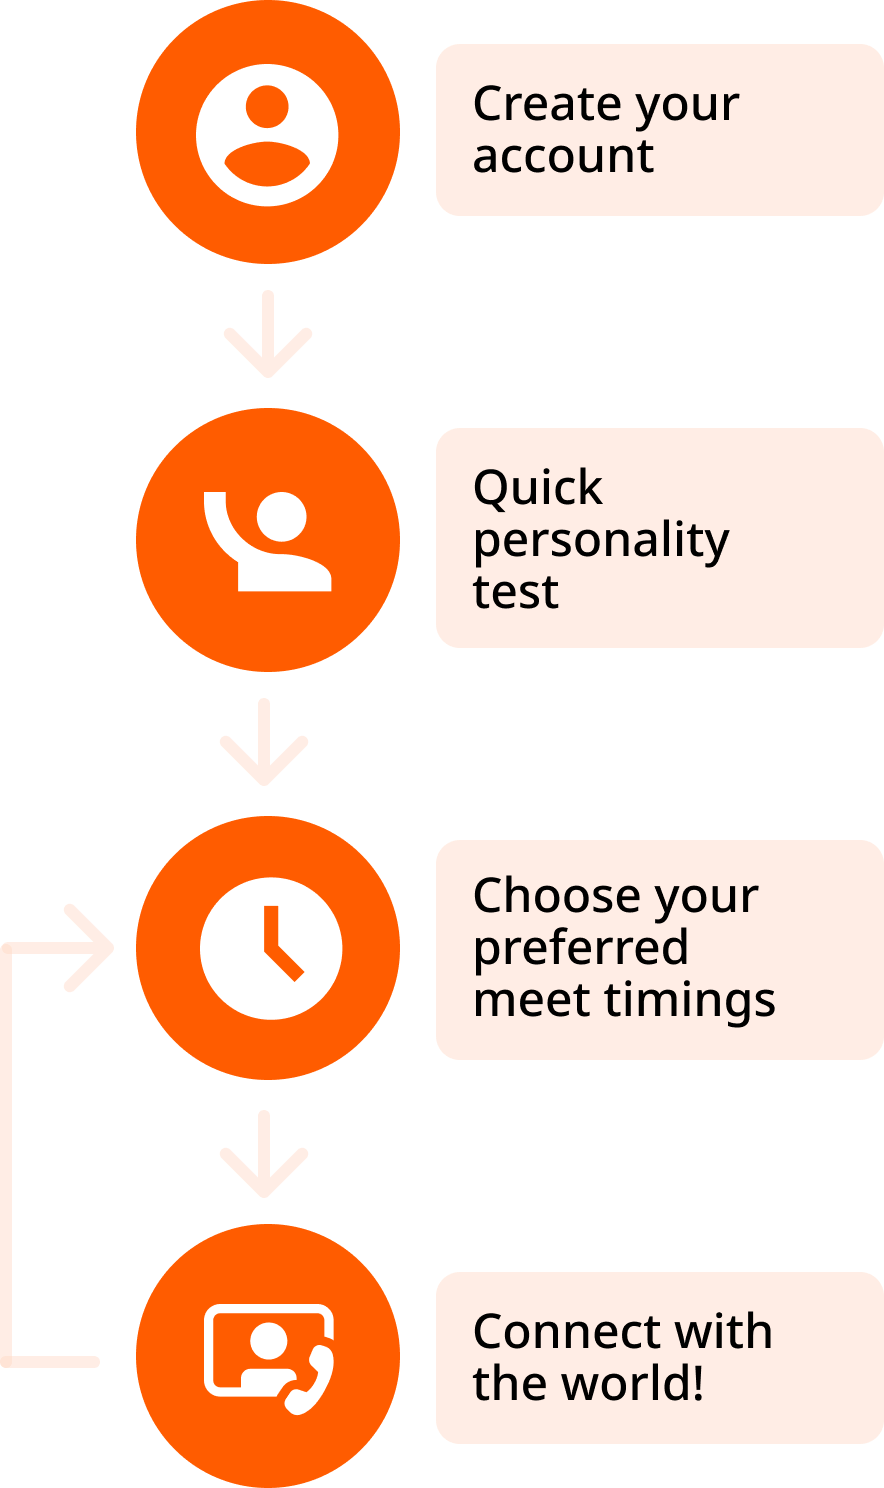 Create your
account
Quick
personality
test
Choose your
preferred
meet timings
Connect with
the world!